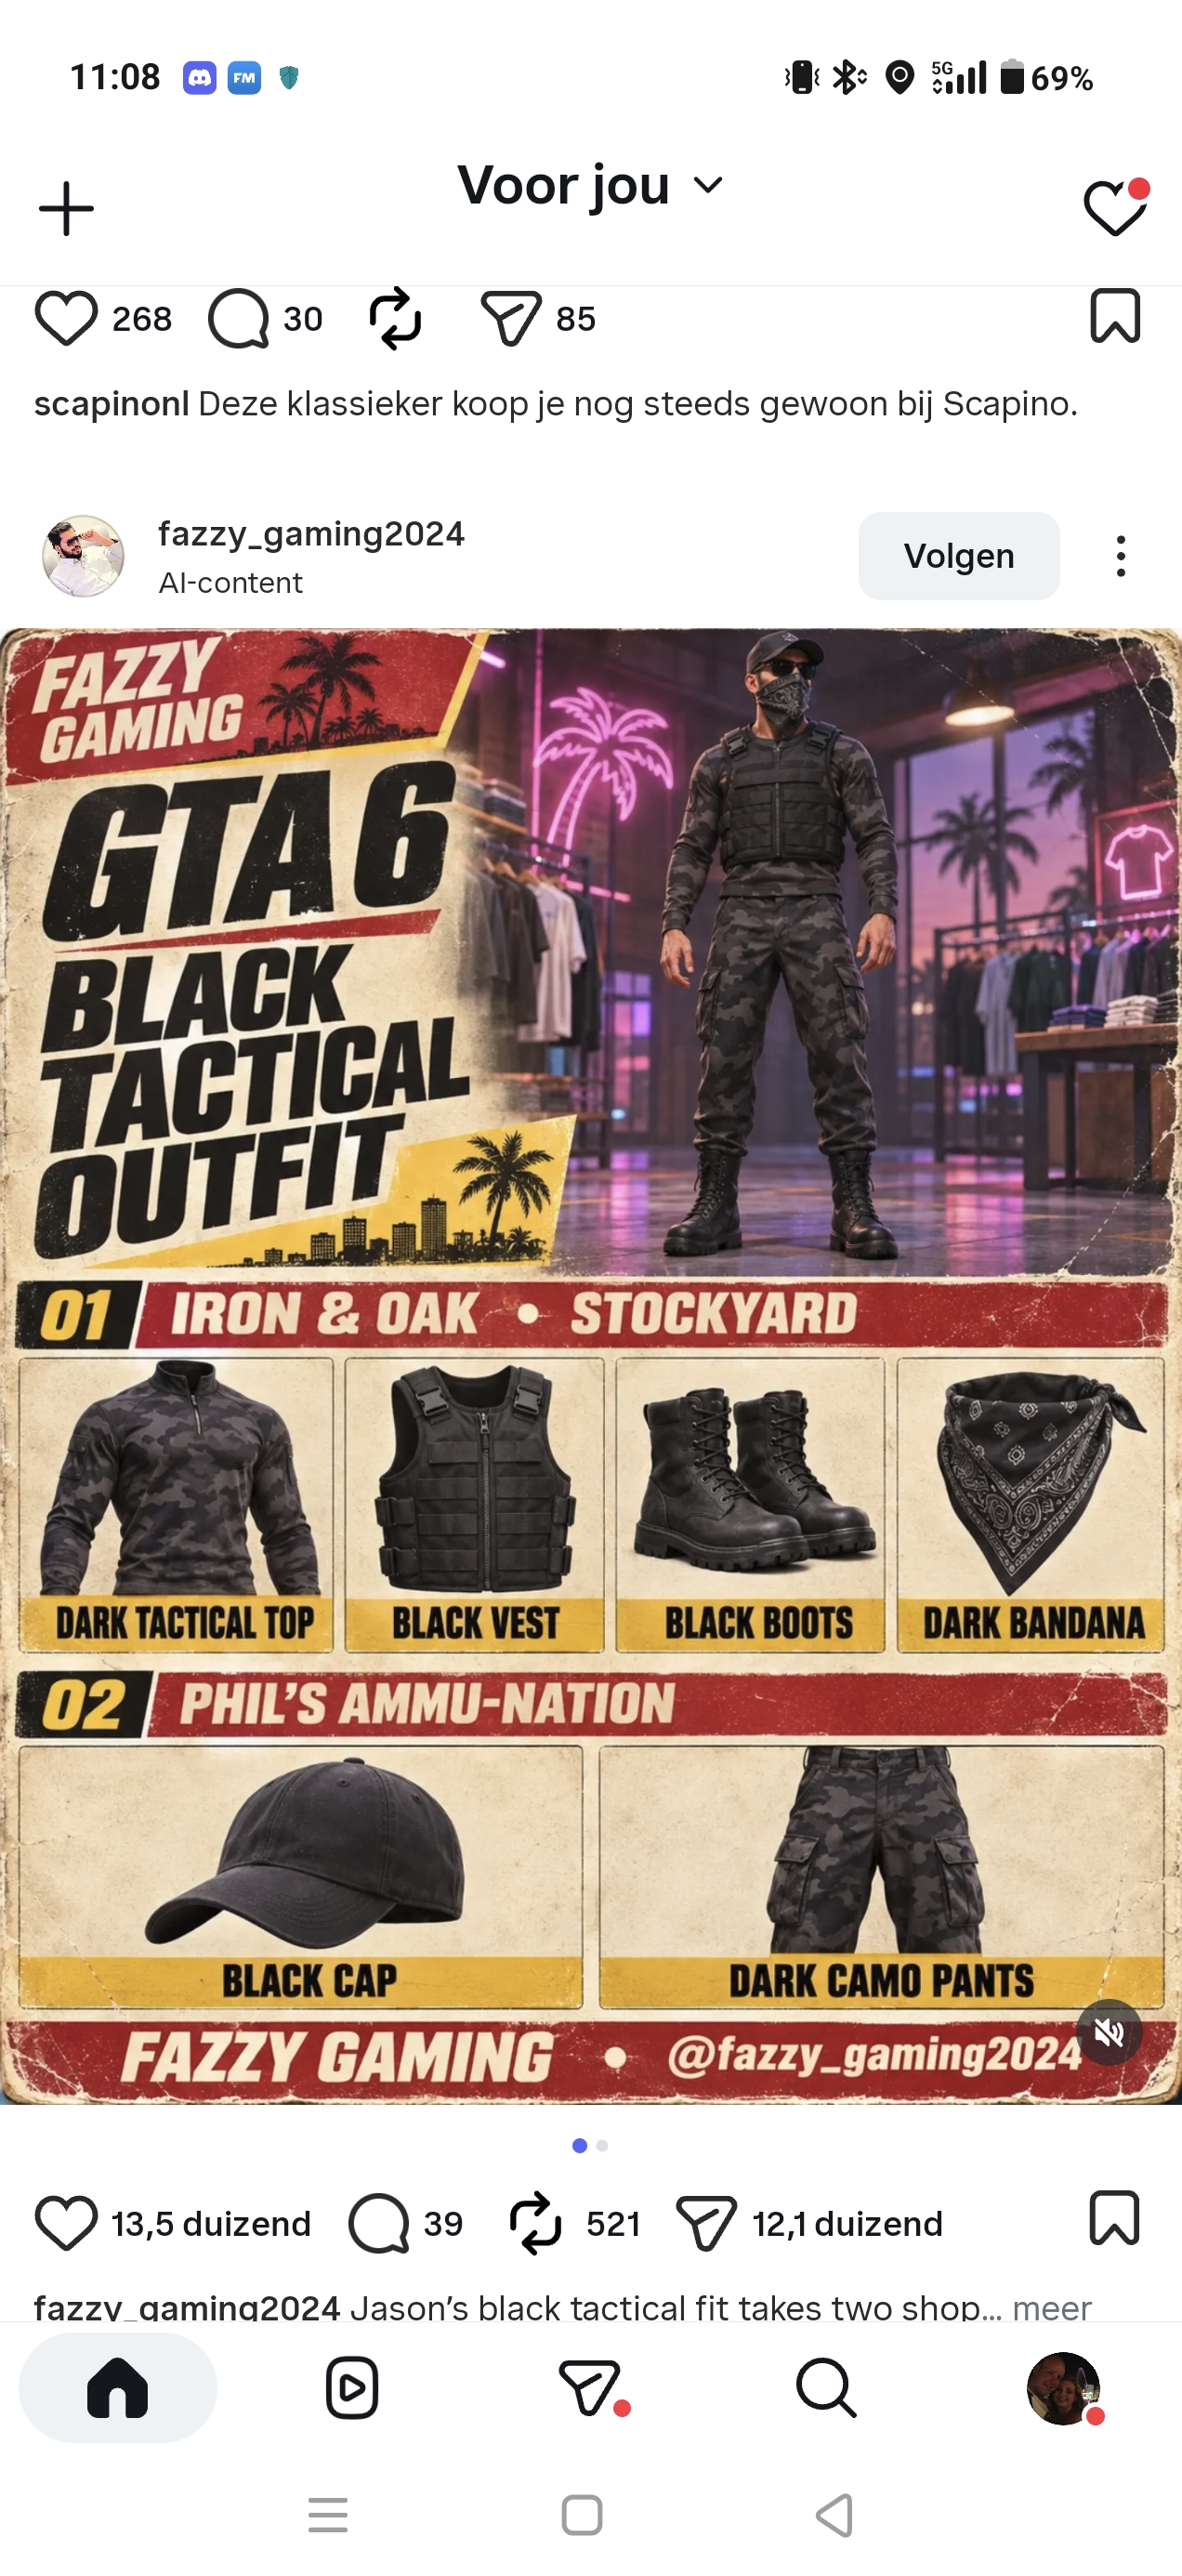 11:08
FM
5G
69%
Voor jou
268
30
85
scapinonl Deze klassieker koop je nog steeds gewoon bij Scapino.
fazzy_gaming2024
AI-content
Volgen
FAZZY
GAMING
GTA 6
BLACK
TACTICAL
OUTFIT
01 IRON & OAK • STOCKYARD
DARK TACTICAL TOP
BLACK VEST
BLACK BOOTS
DARK BANDANA
02 PHIL'S AMMU-NATION
BLACK CAP
DARK CAMO PANTS
FAZZY GAMING • @fazzy_gaming2024
13,5 duizend
39
521
12,1 duizend
fazzy_gaming2024 Jason’s black tactical fit takes two shop... meer